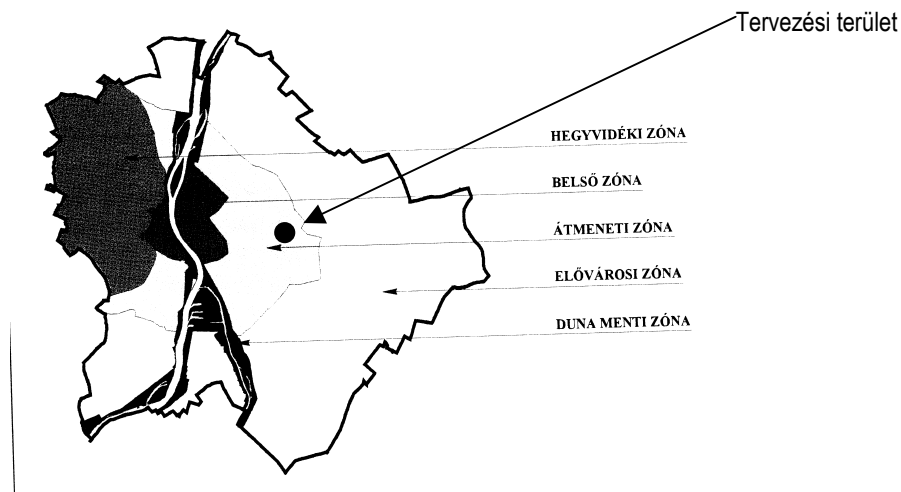 Tervezési terület
HEGYVIDÉKI ZÓNA
BELSŐ ZÓNA
ÁTMENETI ZÓNA
ELŐVÁROSI ZÓNA
DUNA MENTI ZÓNA